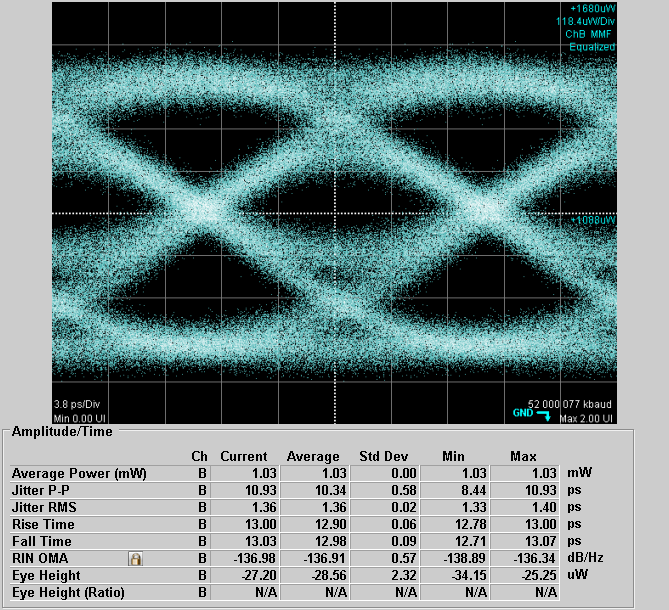 +1680uW
118.4uW/Div
ChB MMF
Equalized
+1088uW
3.8 ps/Div
52 000 077 kbaud
Min 0.00 UI
GND
Max 2.00 UI
Amplitude/Time
Ch Current Average Std Dev Min Max
Average Power (mW) B 1.03 1.03 0.00 1.03 1.03 mW
Jitter P-P B 10.93 10.34 0.58 8.44 10.93 ps
Jitter RMS B 1.36 1.36 0.02 1.33 1.40 ps
Rise Time B 13.00 12.90 0.06 12.78 13.00 ps
Fall Time B 13.03 12.98 0.09 12.71 13.07 ps
RIN OMA B -136.98 -136.91 0.57 -138.89 -136.34 dB/Hz
Eye Height B -27.20 -28.56 2.32 -34.15 -25.25 uW
Eye Height (Ratio) B N/A N/A N/A N/A N/A